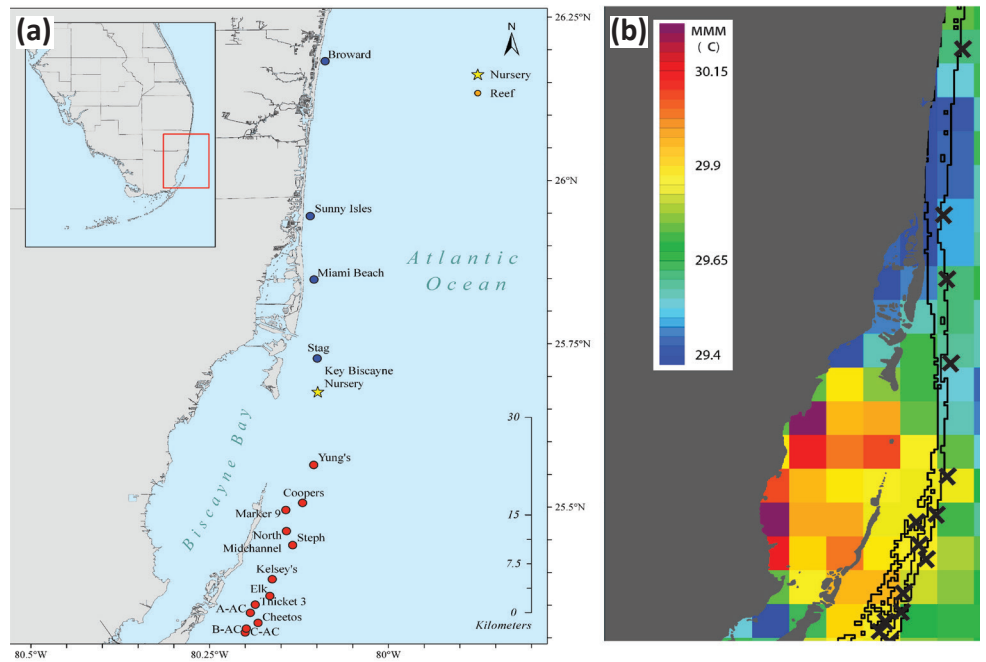 (a)
26.25°N
Broward
Nursery
Reef
26°N
Sunny Isles
Atlantic
Ocean
Miami Beach
25.75°N
Stag
Key Biscayne
Nursery
30
Biscayne Bay
Yung's
Coopers
Marker 9
15
25.5°N
North
Midchannel
Steph
7.5
Kelsey's
Elk
Thicket 3
A-AC
0
Cheetos
B-AC
C-AC
Kilometers
80.5°W
80.25°W
80°W
(b)
MMM
( C)
30.15
29.9
29.65
29.4